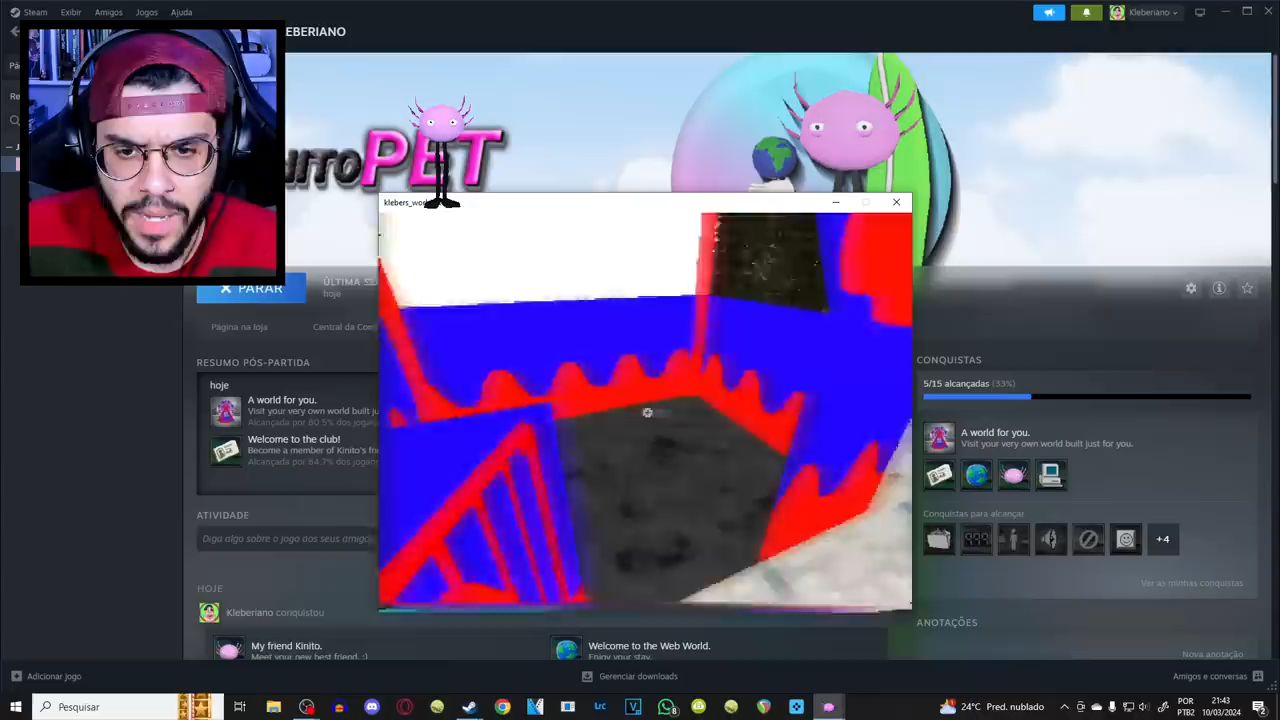 Steam Exibir Amigos Jogos Ajuda Kleberiano
KLEBERIANO
PET
klebers_wor
PARAR
ÚLTIMA
hoje
Página na loja Central da Com
RESUMO PÓS-PARTIDA
hoje
A world for you.
Visit your very own world built ju
Alcançada por 80.5% dos jogad
Welcome to the club!
Become a member of Kinito's frie
Alcançada por 84.7% dos jogad
ATIVIDADE
Diga algo sobre o jogo aos seus amigo
HOJE
Kleberiano conquistou
My friend Kinito.
Meet your new best friend. :)
Welcome to the Web World.
Enjoy your stay..
CONQUISTAS
5/15 alcançadas (33%)
A world for you.
Visit your very own world built just for you.
Conquistas para alcançar
+4
Ver as minhas conquistas
ANOTAÇÕES
Nova anotação
Adicionar jogo Gerenciar downloads Amigos e conversas
Pesquisar
24°C Pred. nublado
POR
PTB2
21:43
10/03/2024